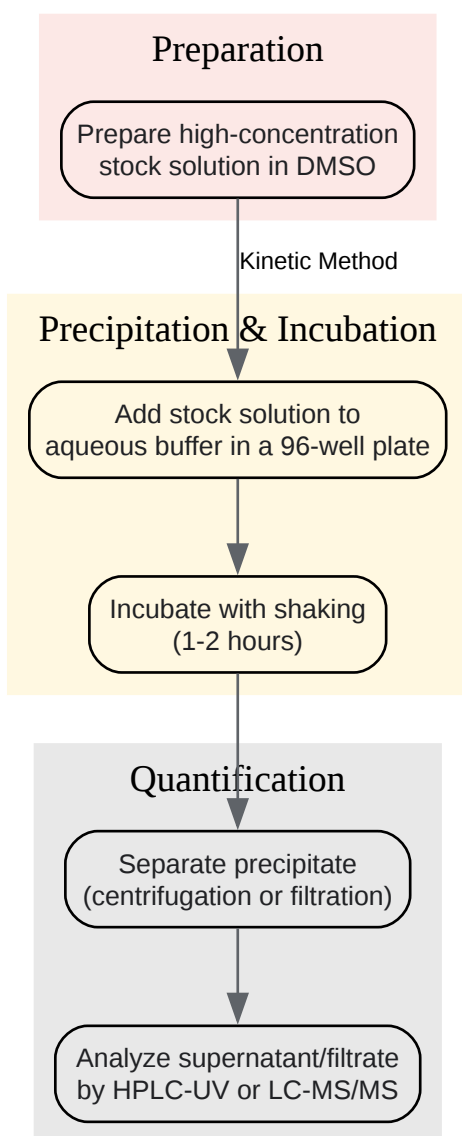 Preparation
Prepare high-concentration
stock solution in DMSO
Kinetic Method
Precipitation & Incubation
Add stock solution to
aqueous buffer in a 96-well plate
Incubate with shaking
(1-2 hours)
Quantification
Separate precipitate
(centrifugation or filtration)
Analyze supernatant/filtrate
by HPLC-UV or LC-MS/MS